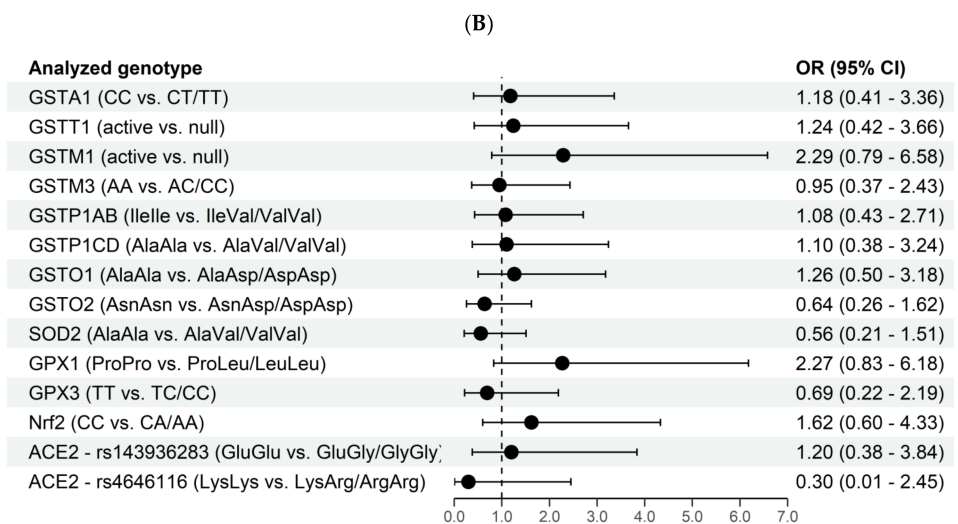 (B)
Analyzed genotype OR (95% CI)
GSTA1 (CC vs. CT/TT) 1.18 (0.41 - 3.36)
GSTT1 (active vs. null) 1.24 (0.42 - 3.66)
GSTM1 (active vs. null) 2.29 (0.79 - 6.58)
GSTM3 (AA vs. AC/CC) 0.95 (0.37 - 2.43)
GSTP1AB (IleIle vs. IleVal/ValVal) 1.08 (0.43 - 2.71)
GSTP1CD (AlaAla vs. AlaVal/ValVal) 1.10 (0.38 - 3.24)
GSTO1 (AlaAla vs. AlaAsp/AspAsp) 1.26 (0.50 - 3.18)
GSTO2 (AsnAsn vs. AsnAsp/AspAsp) 0.64 (0.26 - 1.62)
SOD2 (AlaAla vs. AlaVal/ValVal) 0.56 (0.21 - 1.51)
GPX1 (ProPro vs. ProLeu/LeuLeu) 2.27 (0.83 - 6.18)
GPX3 (TT vs. TC/CC) 0.69 (0.22 - 2.19)
Nrf2 (CC vs. CA/AA) 1.62 (0.60 - 4.33)
ACE2 - rs143936283 (GluGlu vs. GluGly/GlyGly) 1.20 (0.38 - 3.84)
ACE2 - rs4646116 (LysLys vs. LysArg/ArgArg) 0.30 (0.01 - 2.45)
0.0 1.0 2.0 3.0 4.0 5.0 6.0 7.0